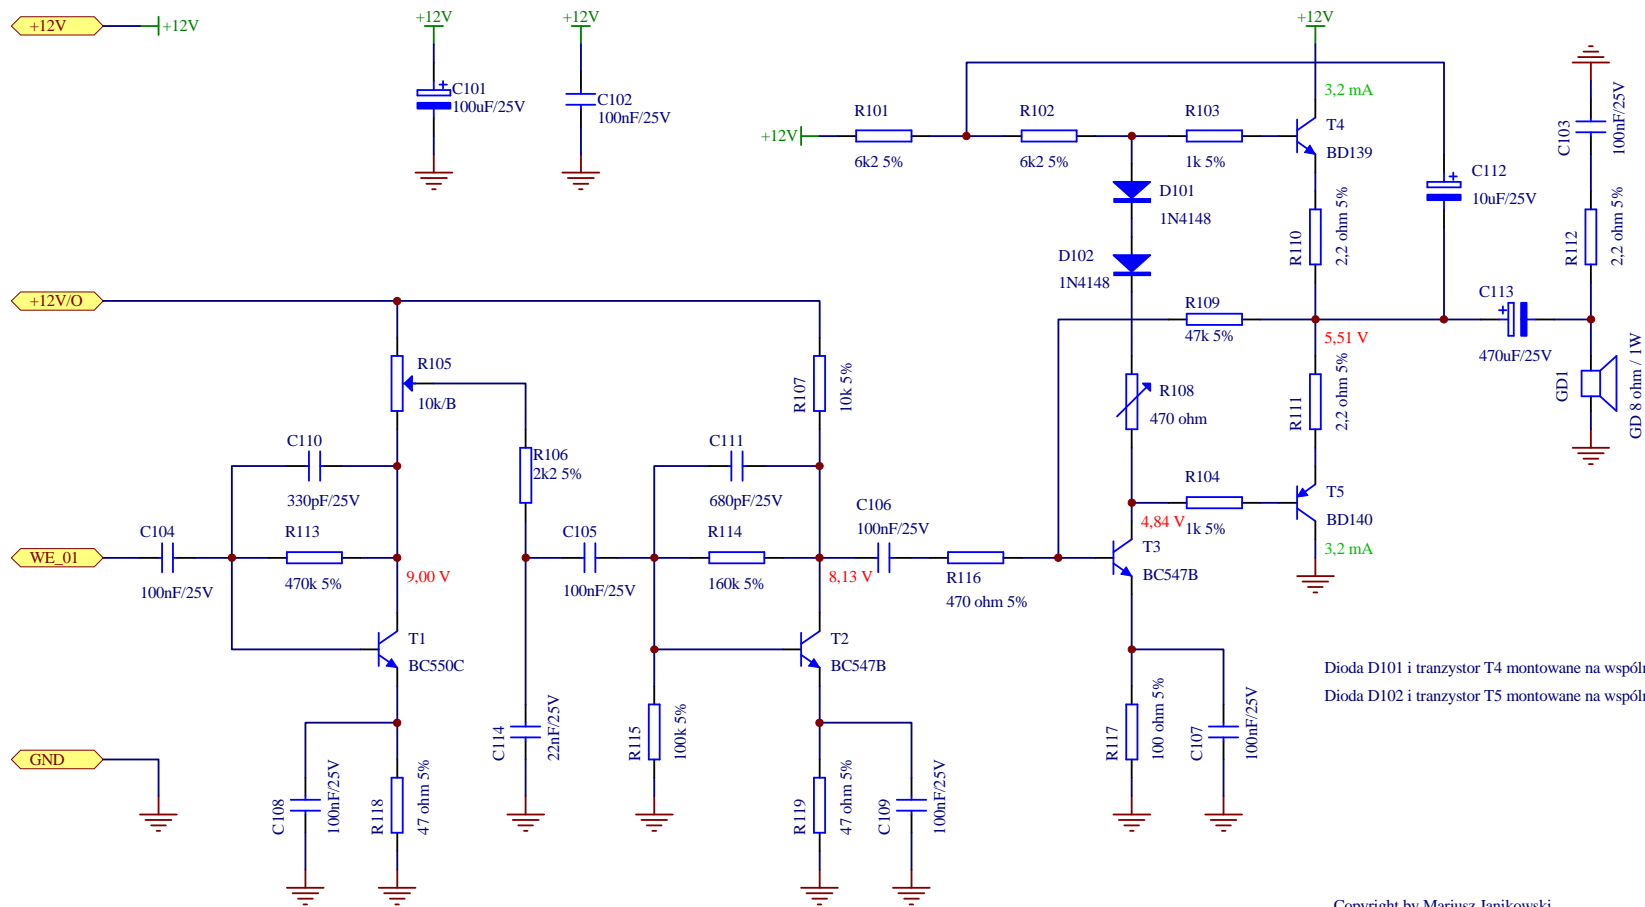 +12V
+12V
+12V
+12V
+12V
C101
100uF/25V
C102
100nF/25V
+12V
R101
6k2 5%
R102
6k2 5%
R103
1k 5%
3,2 mA
T4
BD139
C103
100nF/25V
D101
1N4148
C112
10uF/25V
D102
1N4148
R110
2,2 ohm 5%
R112
2,2 ohm 5%
+12V/O
R109
47k 5%
5,51 V
C113
470uF/25V
R105
10k/B
R107
10k 5%
R108
470 ohm
R111
2,2 ohm 5%
GD1
GD 8 ohm / 1W
C110
330pF/25V
R106
2k2 5%
C111
680pF/25V
R104
1k 5%
4,84 V
T5
BD140
3,2 mA
WE_01
C104
100nF/25V
R113
470k 5%
9,00 V
C105
100nF/25V
R114
160k 5%
8,13 V
C106
100nF/25V
R116
470 ohm 5%
T3
BC547B
T1
BC550C
T2
BC547B
Dioda D101 i tranzystor T4 montowane na
Dioda D102 i tranzystor T5 montowane na
C114
22nF/25V
R115
100k 5%
R117
100 ohm 5%
C107
100nF/25V
GND
C108
100nF/25V
R118
47 ohm 5%
R119
47 ohm 5%
C109
100nF/25V
Copyright by Mariusz Janikowski